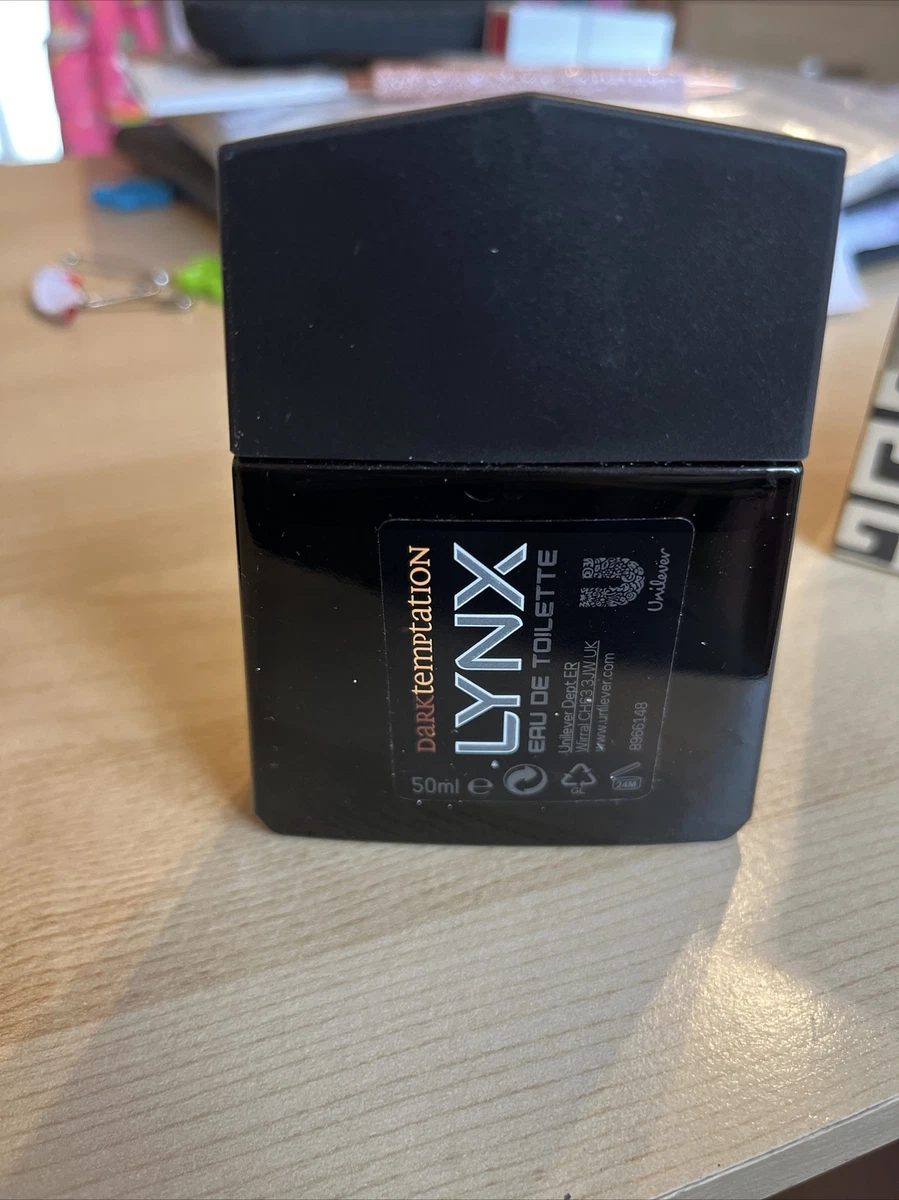 DARKtemptation
LYNX
EAU DE TOILETTE
Unilever
Unilever Dept ER
Wirral CH63 3JW UK
www.unilever.com
8966148
50ml e
24M